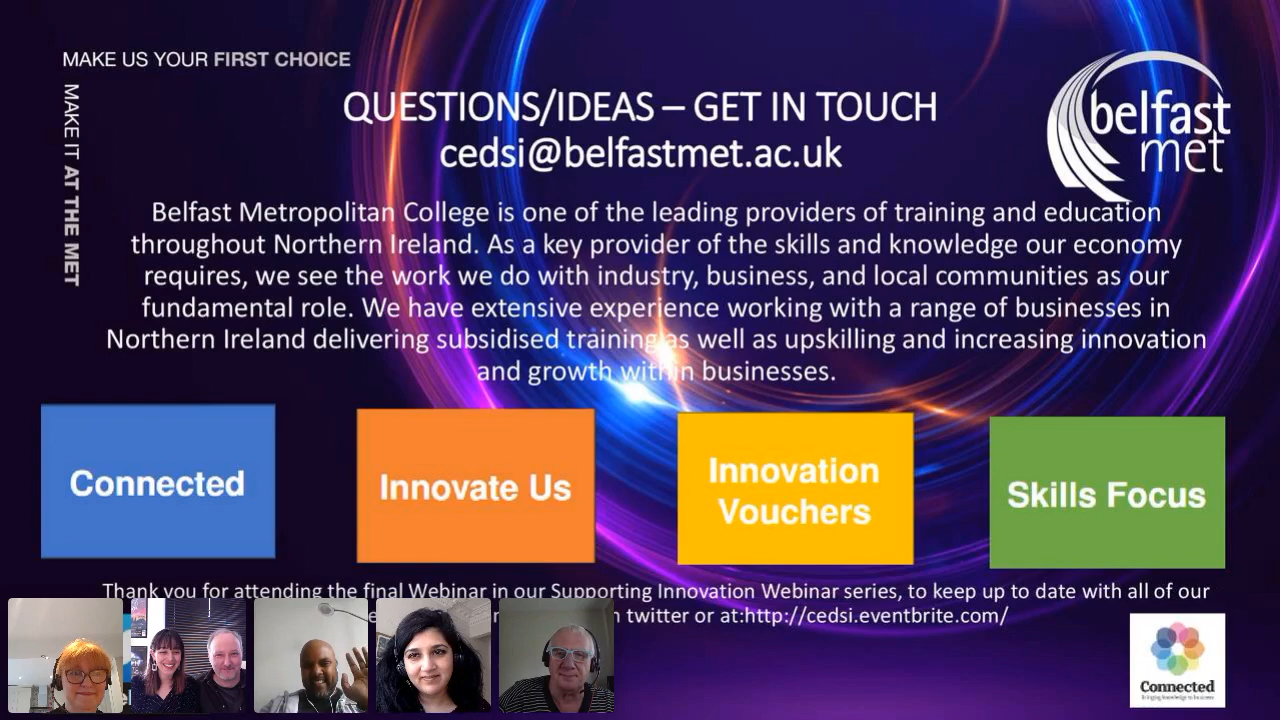 MAKE US YOUR FIRST CHOICE
MAKE IT AT THE MET
QUESTIONS/IDEAS – GET IN TOUCH
cedsi@belfastmet.ac.uk
belfast
met
Belfast Metropolitan College is one of the leading providers of training and education
throughout Northern Ireland. As a key provider of the skills and knowledge our economy
requires, we see the work we do with industry, business, and local communities as our
fundamental role. We have extensive experience working with a range of businesses in
Northern Ireland delivering subsidised training as well as upskilling and increasing innovation
and growth within businesses.
Connected
Innovate Us
Innovation
Vouchers
Skills Focus
Thank you for attending the final Webinar in our Supporting Innovation Webinar series, to keep up to date with all of our
twitter or at:http://cedsi.eventbrite.com/
Connected
Bringing knowledge to business